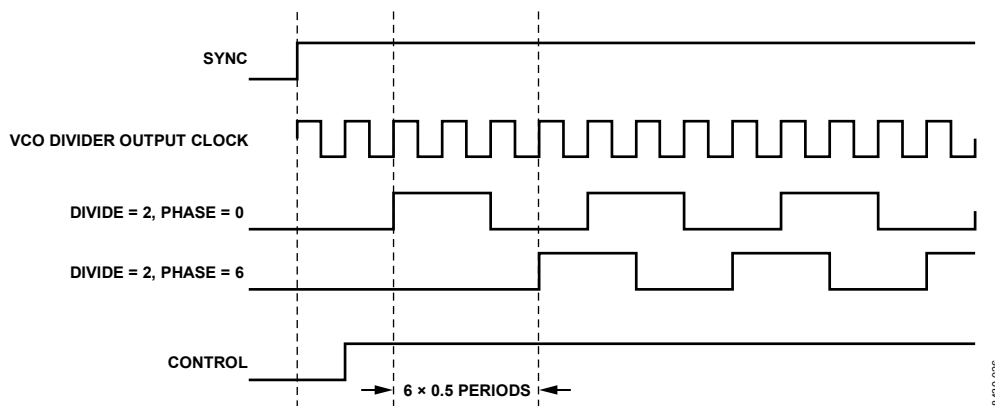 SYNC
VCO DIVIDER OUTPUT CLOCK
DIVIDE = 2, PHASE = 0
DIVIDE = 2, PHASE = 6
CONTROL
6 × 0.5 PERIODS